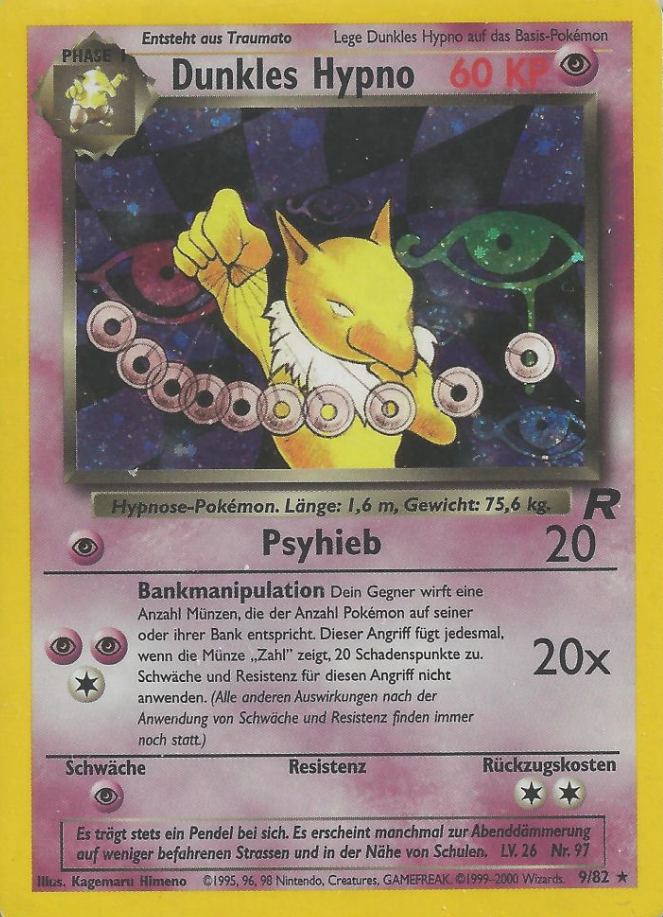 Entsteht aus Traumato
Lege Dunkles Hypno auf das Basis-Pokémon
PHASE 1
Dunkles Hypno
60 KP
Hypnose-Pokémon. Länge: 1,6 m, Gewicht: 75,6 kg.
R
Psyhieb
20
Bankmanipulation Dein Gegner wirft eine
Anzahl Münzen, die der Anzahl Pokémon auf seiner
oder ihrer Bank entspricht. Dieser Angriff fügt jedesmal,
wenn die Münze „Zahl" zeigt, 20 Schadenspunkte zu.
Schwäche und Resistenz für diesen Angriff nicht
anwenden. (Alle anderen Auswirkungen nach der
Anwendung von Schwäche und Resistenz finden immer
noch statt.)
20x
Schwäche
Resistenz
Rückzugskosten
Es trägt stets ein Pendel bei sich. Es erscheint manchmal zur Abenddämmerung
auf weniger befahrenen Strassen und in der Nähe von Schulen. LV. 26 Nr. 97
Illus. Kagemaru Himeno ©1995, 96, 98 Nintendo, Creatures, GAMEFREAK. ©1999-2000 Wizards. 9/82 ★